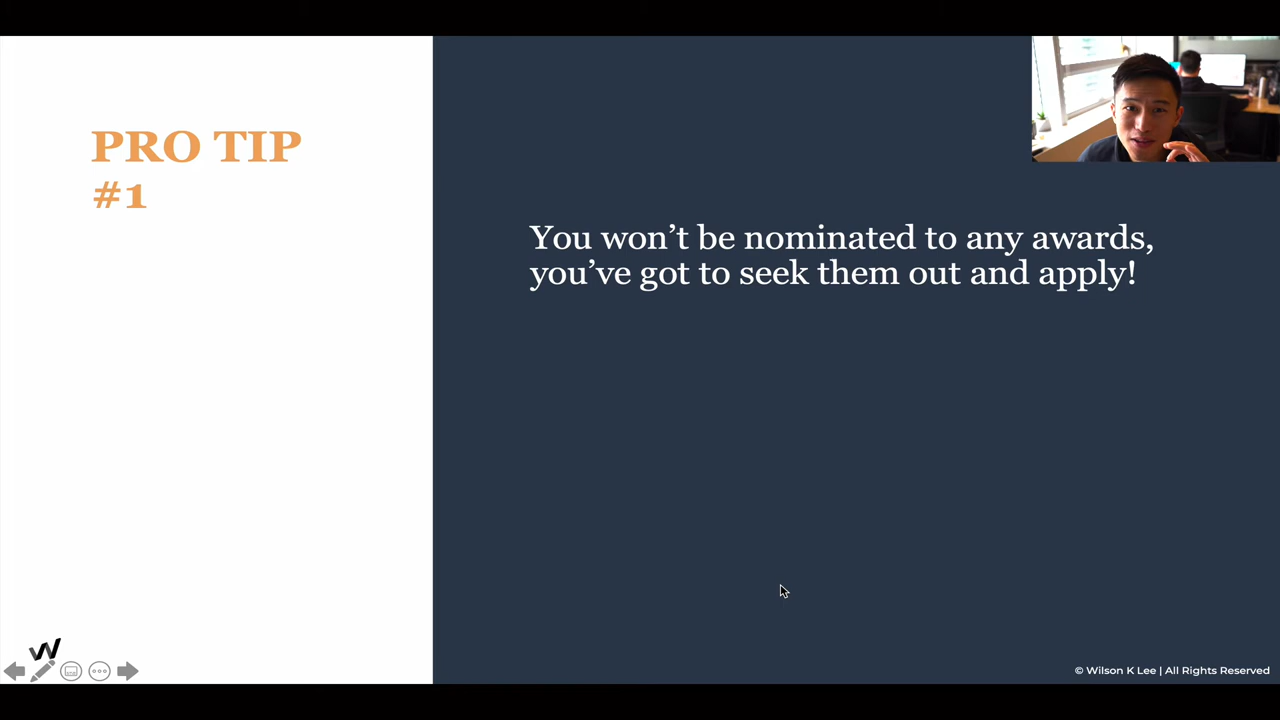 PRO TIP
#1
You won’t be nominated to any awards,
you’ve got to seek them out and apply!
W
© Wilson K Lee | All Rights Reserved